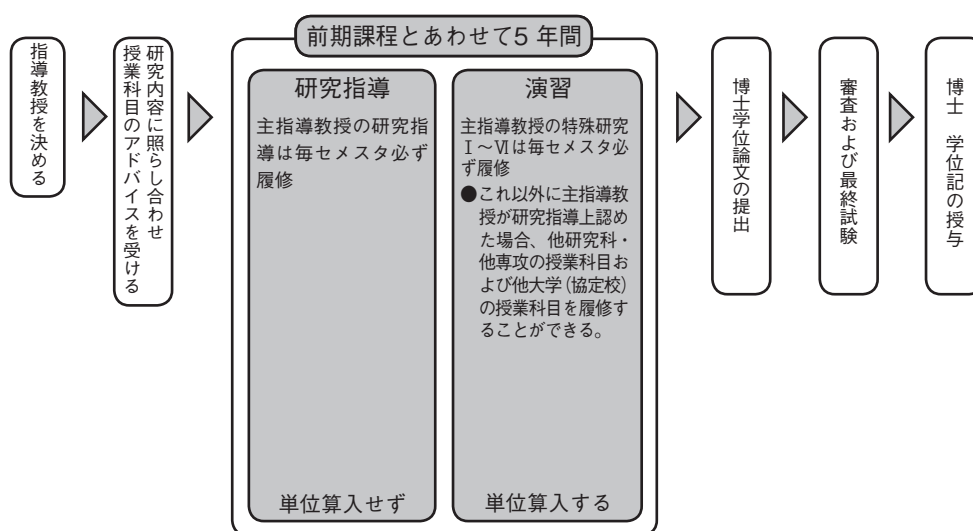 指導教授を決める
研究内容に照らし合わせ
授業科目のアドバイスを受ける
前期課程とあわせて5年間
研究指導
主指導教授の研究指
導は毎セメスタ必ず
履修
単位算入せず
演習
主指導教授の特殊研究
Ⅰ～Ⅵは毎セメスタ必
ず履修
●これ以外に主指導教
授が研究指導上認め
た場合、他研究科・
他専攻の授業科目お
よび他大学(協定校)
の授業科目を履修す
ることができる。
単位算入する
博士学位論文の提出
審査および最終試験
博士 学位記の授与